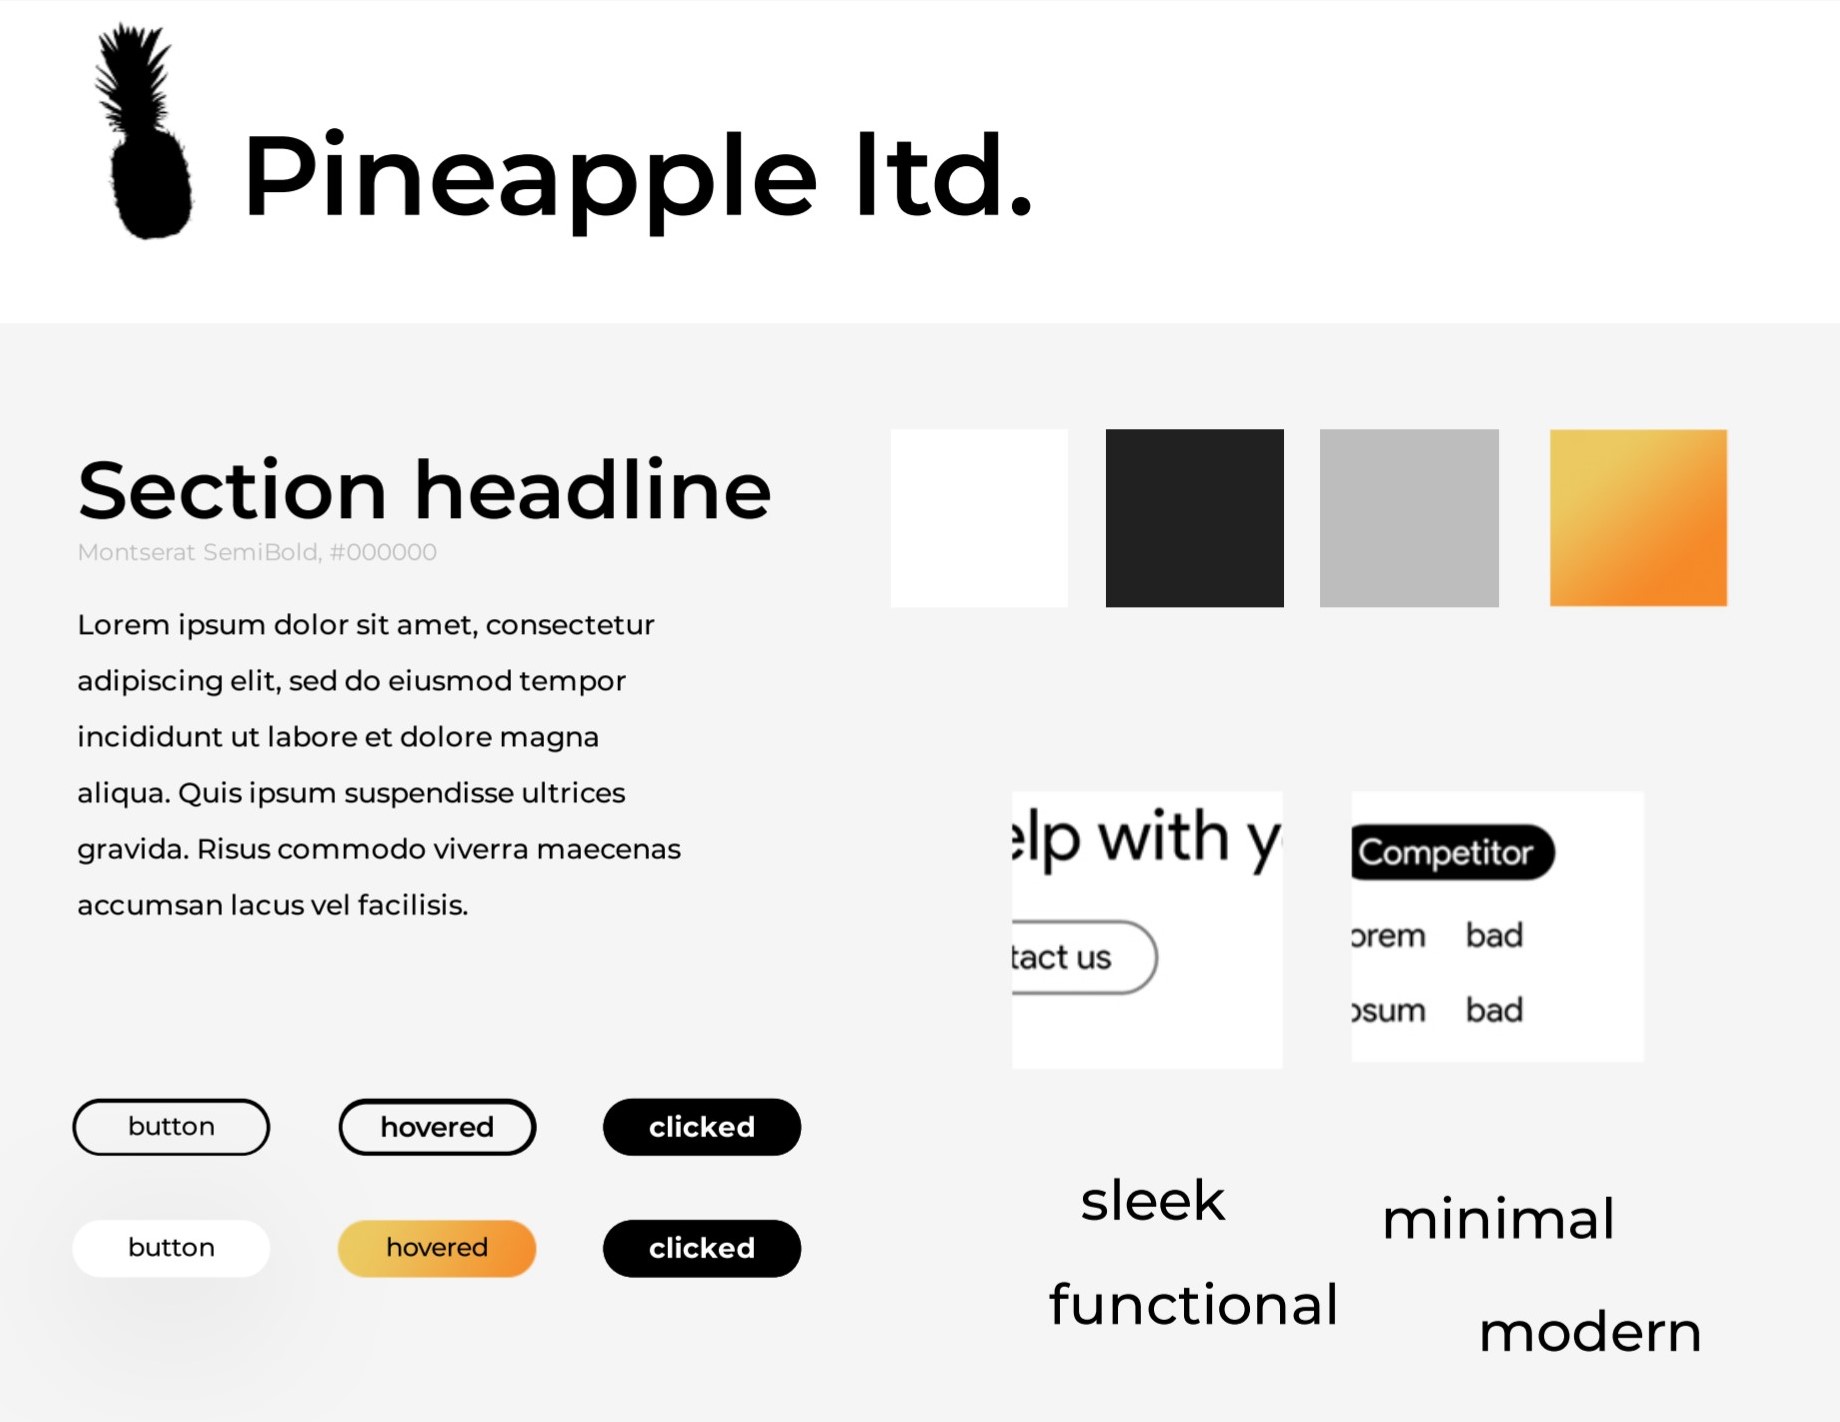 Pineapple ltd.
Section headline
Montserat SemiBold, #000000
Lorem ipsum dolor sit amet, consectetur
adipiscing elit, sed do eiusmod tempor
incididunt ut labore et dolore magna
aliqua. Quis ipsum suspendisse ultrices
gravida. Risus commodo viverra maecenas
accumsan lacus vel facilisis.
button
hovered
clicked
button
hovered
clicked
elp with y
tact us
Competitor
orem bad
psum bad
sleek
minimal
functional
modern